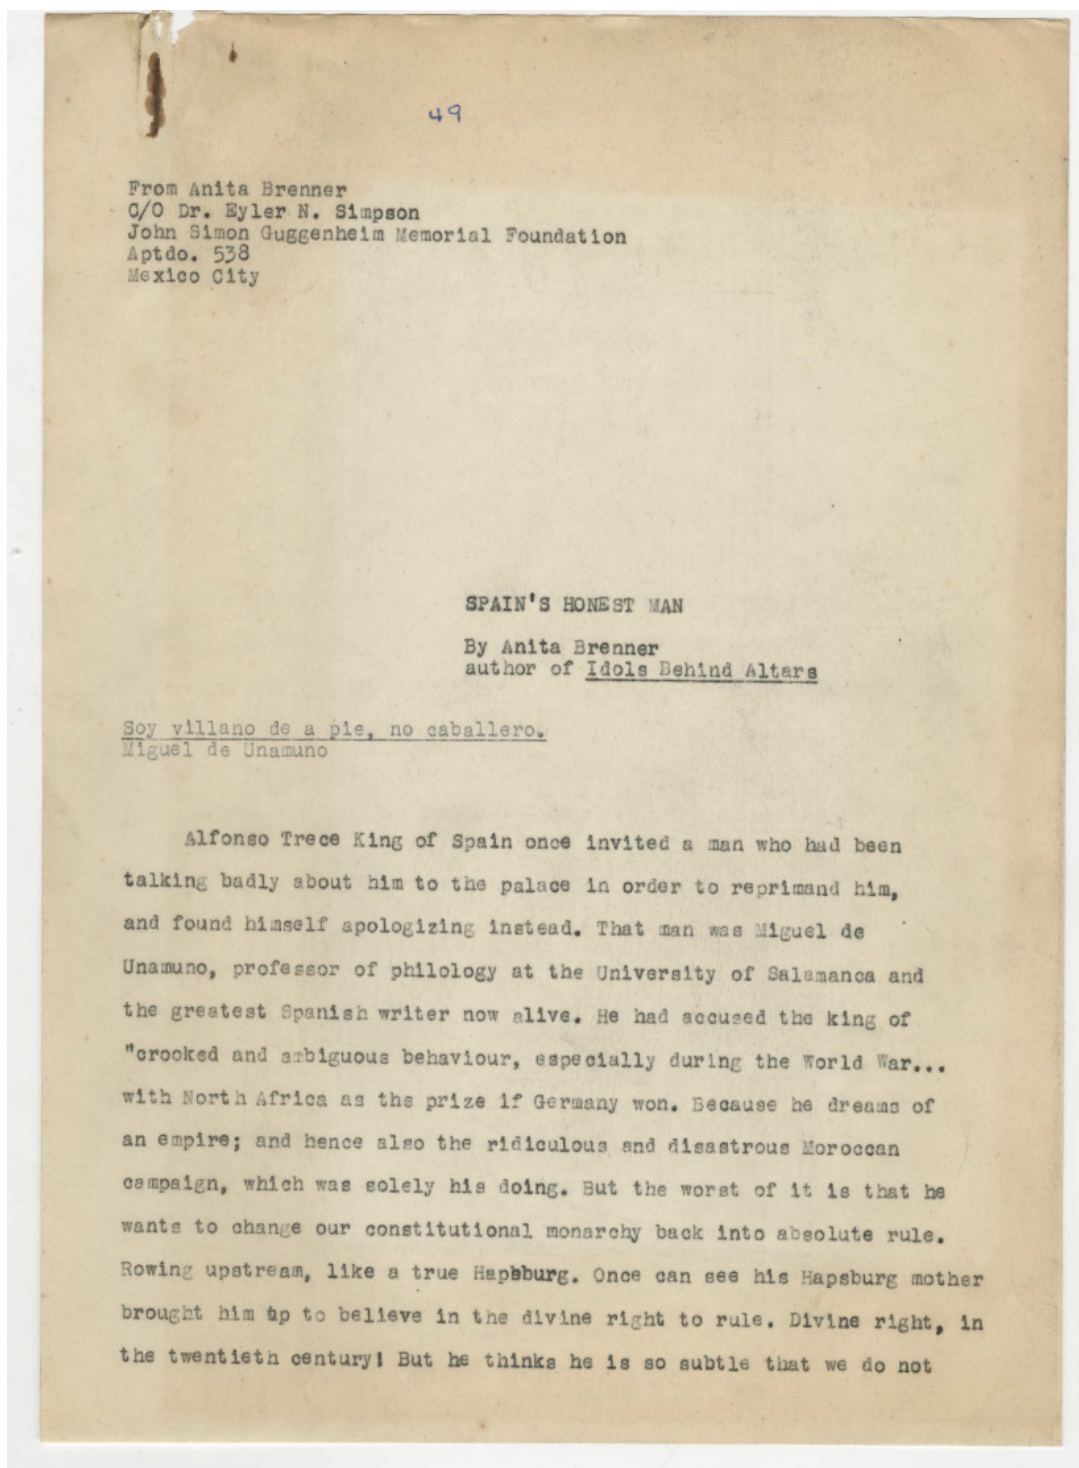 49
From Anita Brenner
C/O Dr. Eyler N. Simpson
John Simon Guggenheim Memorial Foundation
Aptdo. 538
Mexico City
SPAIN'S HONEST MAN
By Anita Brenner
author of Idols Behind Altars
Soy villano de a pie, no caballero.
Miguel de Unamuno
Alfonso Trece King of Spain once invited a man who had been
talking badly about him to the palace in order to reprimand him,
and found himself apologizing instead. That man was Miguel de
Unamuno, professor of philology at the University of Salamanca and
the greatest Spanish writer now alive. He had accused the king of
"crooked and ambiguous behaviour, especially during the World War...
with North Africa as the prize if Germany won. Because he dreams of
an empire; and hence also the ridiculous and disastrous Moroccan
campaign, which was solely his doing. But the worst of it is that he
wants to change our constitutional monarchy back into absolute rule.
Rowing upstream, like a true Hapsburg. Once can see his Hapsburg mother
brought him up to believe in the divine right to rule. Divine right, in
the twentieth century! But he thinks he is so subtle that we do not